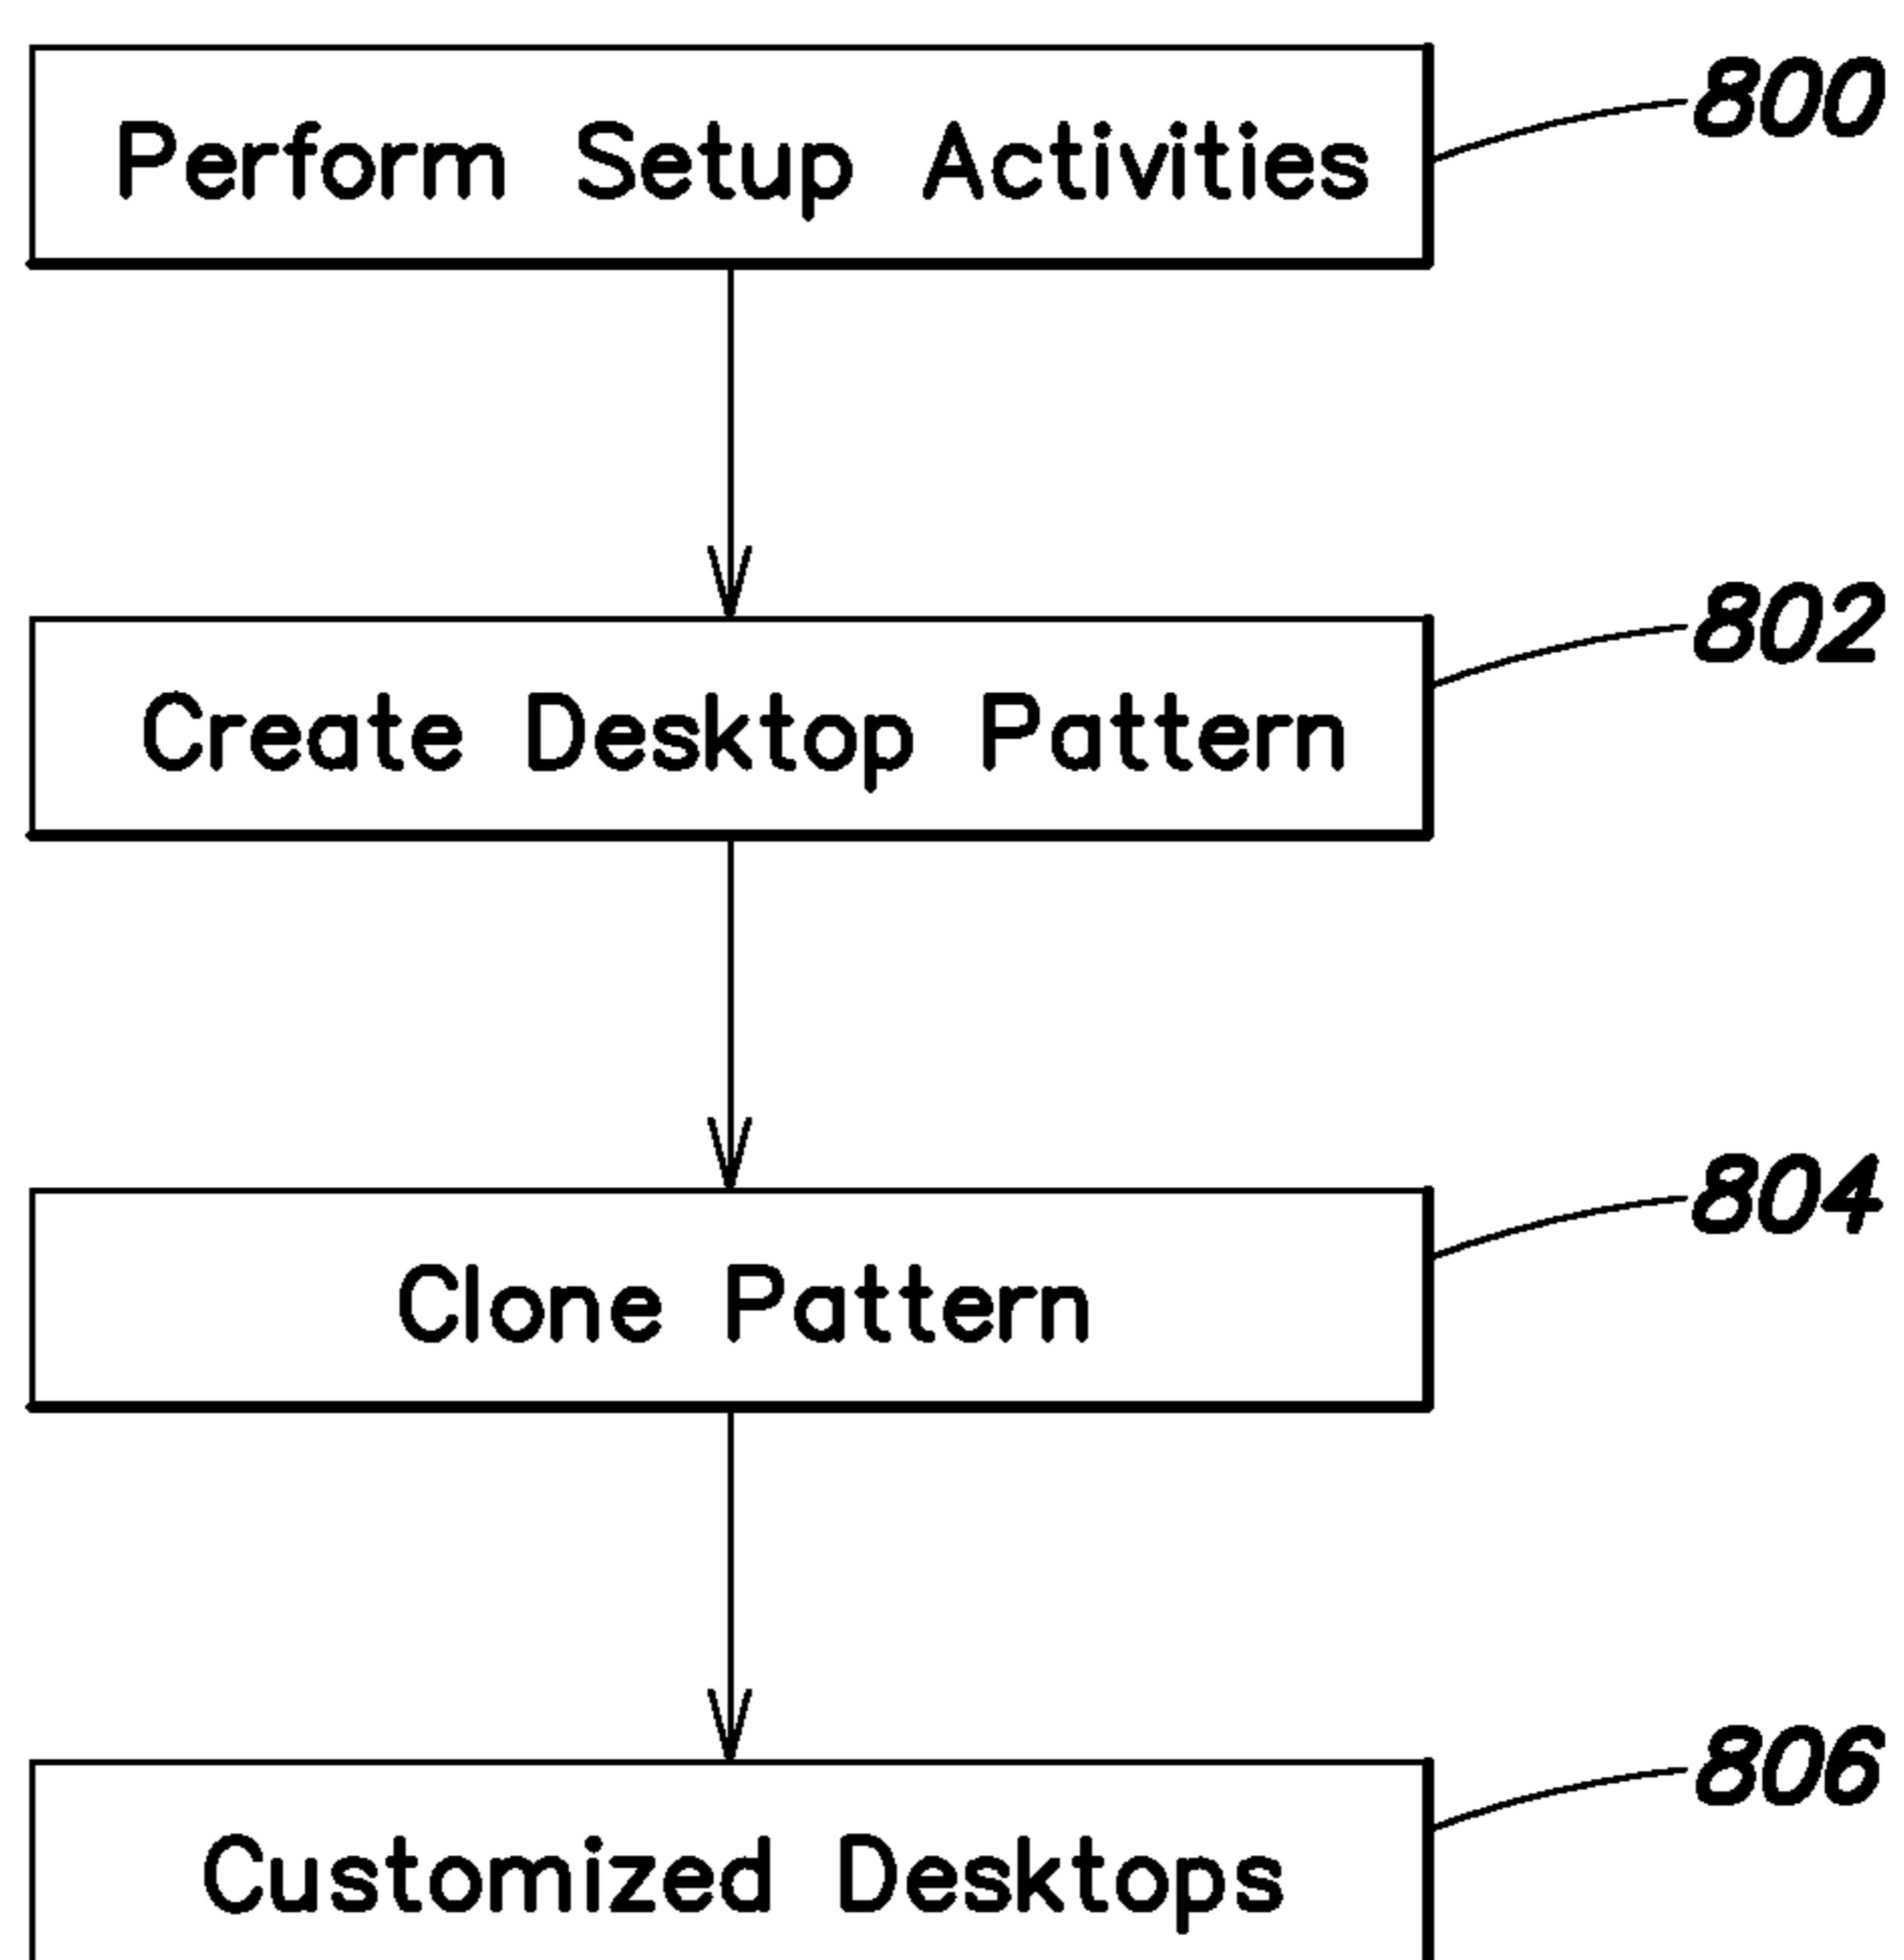 Perform Setup Activities
800
Create Desktop Pattern
802
Clone Pattern
804
Customized Desktops
806